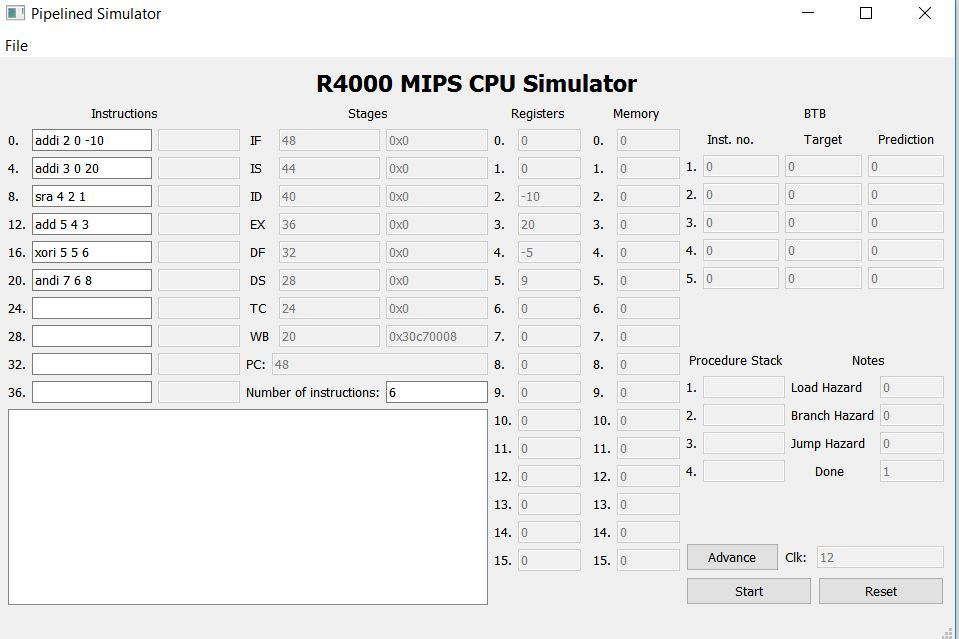 Pipelined Simulator
File
R4000 MIPS CPU Simulator
Instructions Stages Registers Memory BTB
Inst. no. Target Prediction
0. addi 2 0 -10 IF 48 0x0 0. 0 0. 0
4. addi 3 0 20 IS 44 0x0 1. 0 1. 0 1. 0 0 0
8. sra 4 2 1 ID 40 0x0 2. -10 2. 0 2. 0 0 0
12. add 5 4 3 EX 36 0x0 3. 20 3. 0 3. 0 0 0
16. xori 5 5 6 DF 32 0x0 4. -5 4. 0 4. 0 0 0
20. andi 7 6 8 DS 28 0x0 5. 9 5. 0 5. 0 0 0
24. TC 24 0x0 6. 0 6. 0
28. WB 20 0x30c70008 7. 0 7. 0
32. PC: 48 8. 0 8. 0 Procedure Stack Notes
36. Number of instructions: 6 9. 0 9. 0 1. Load Hazard 0
10. 0 10. 0 2. Branch Hazard 0
11. 0 11. 0 3. Jump Hazard 0
12. 0 12. 0 4. Done 1
13. 0 13. 0
14. 0 14. 0
15. 0 15. 0 Advance Clk: 12
Start Reset